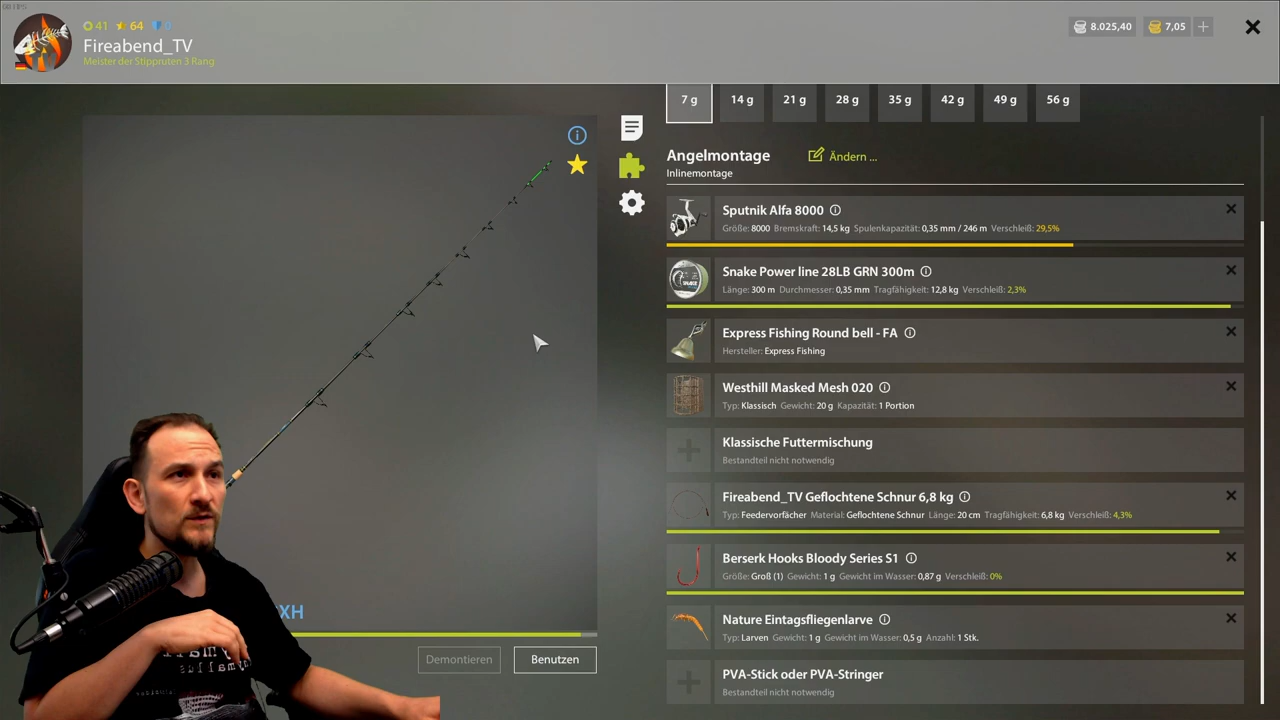 41 64 0
Fireabend_TV
Meister der Stippruten 3 Rang
8.025,40
7,05
7 g
14 g
21 g
28 g
35 g
42 g
49 g
56 g
Angelmontage
Ändern ...
Inlinemontage
Sputnik Alfa 8000
Größe: 8000 Bremskraft: 14,5 kg Spulenkapazität: 0,35 mm / 246 m Verschleiß: 29,5%
Snake Power line 28LB GRN 300m
Länge: 300 m Durchmesser: 0,35 mm Tragfähigkeit: 12,8 kg Verschleiß: 2,3%
Express Fishing Round bell - FA
Hersteller: Express Fishing
Westhill Masked Mesh 020
Typ: Klassisch Gewicht: 20 g Kapazität: 1 Portion
Klassische Futtermischung
Bestandteil nicht notwendig
Fireabend_TV Geflochtene Schnur 6,8 kg
Typ: Feedervorfächer Material: Geflochtene Schnur Länge: 20 cm Tragfähigkeit: 6,8 kg Verschleiß: 4,3%
Berserk Hooks Bloody Series S1
Größe: Groß (1) Gewicht: 1 g Gewicht im Wasser: 0,87 g Verschleiß: 0%
Nature Eintagsfliegenlarve
Typ: Larven Gewicht: 1 g Gewicht im Wasser: 0,5 g Anzahl: 1 Stk.
PVA-Stick oder PVA-Stringer
Bestandteil nicht notwendig
XH
Demontieren
Benutzen